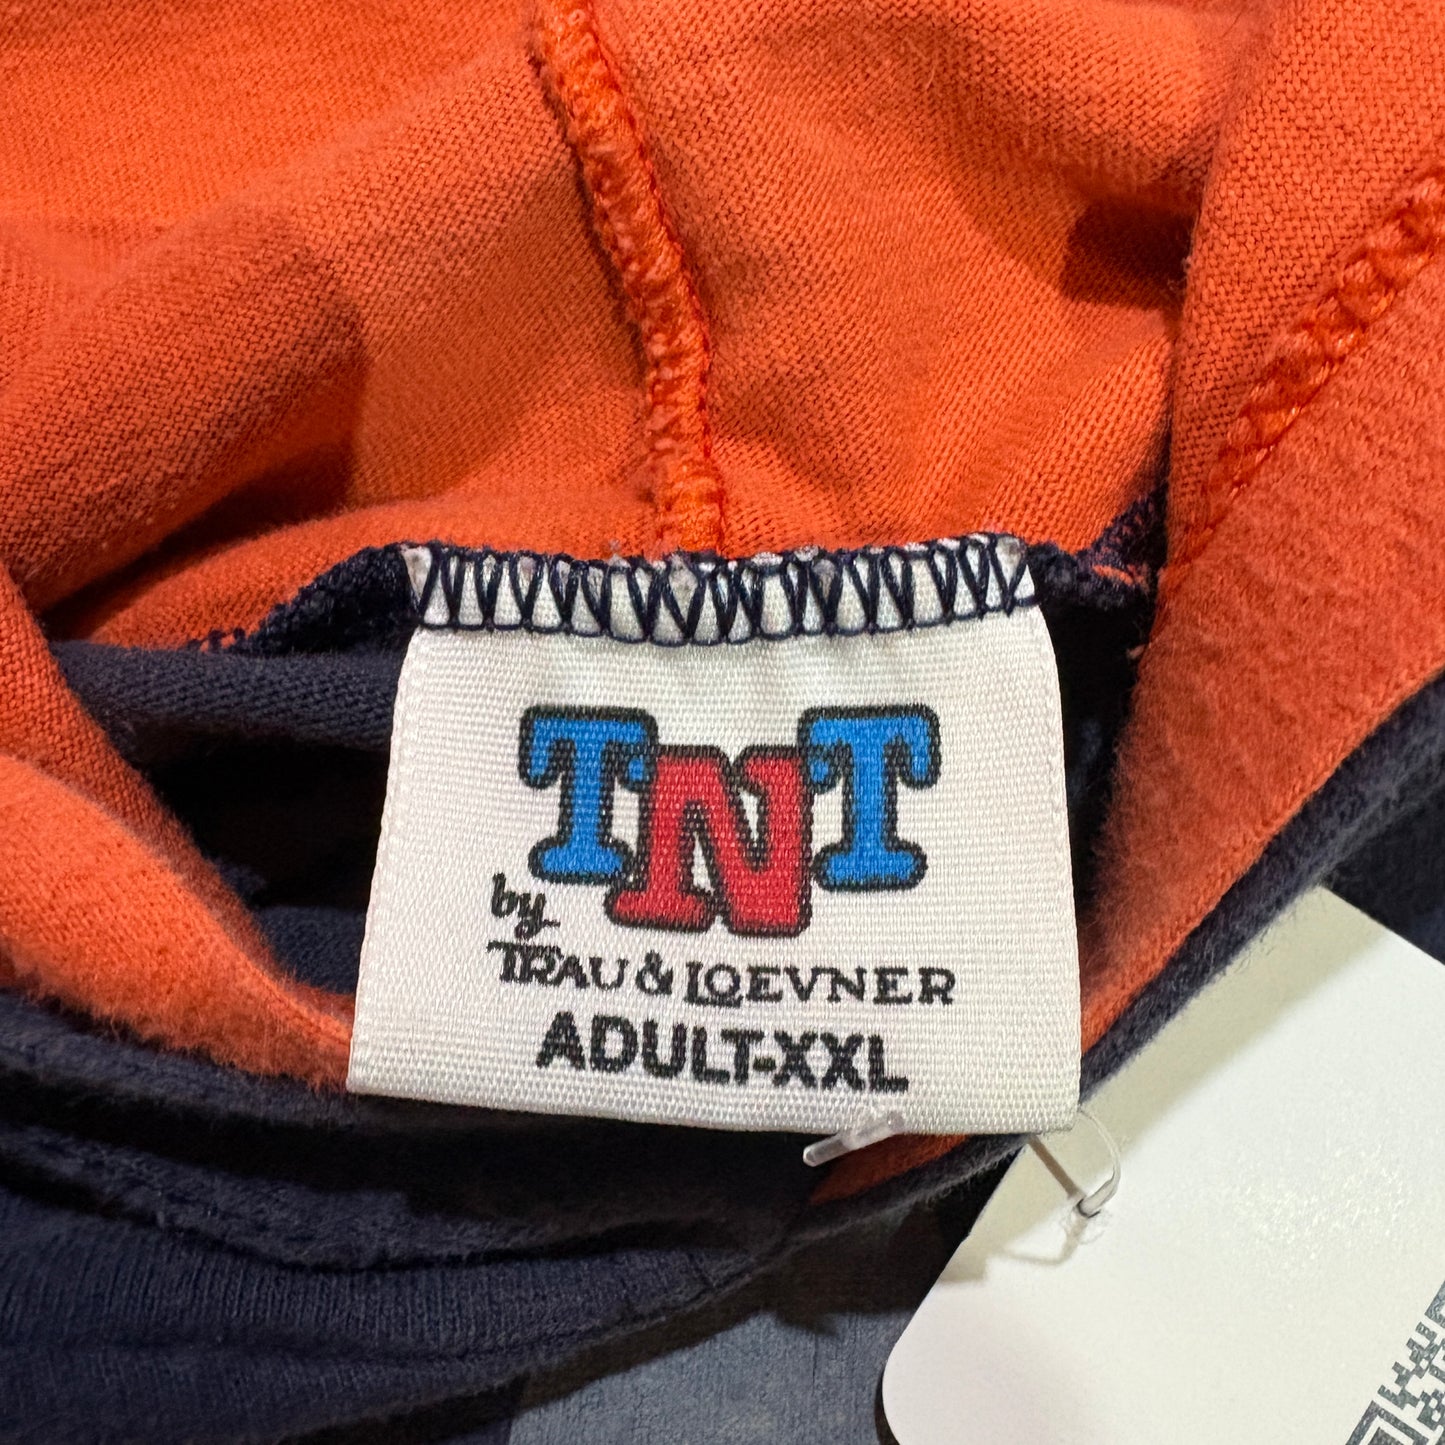 TNT
by
TRAU & LOEVNER
ADULT-XXL